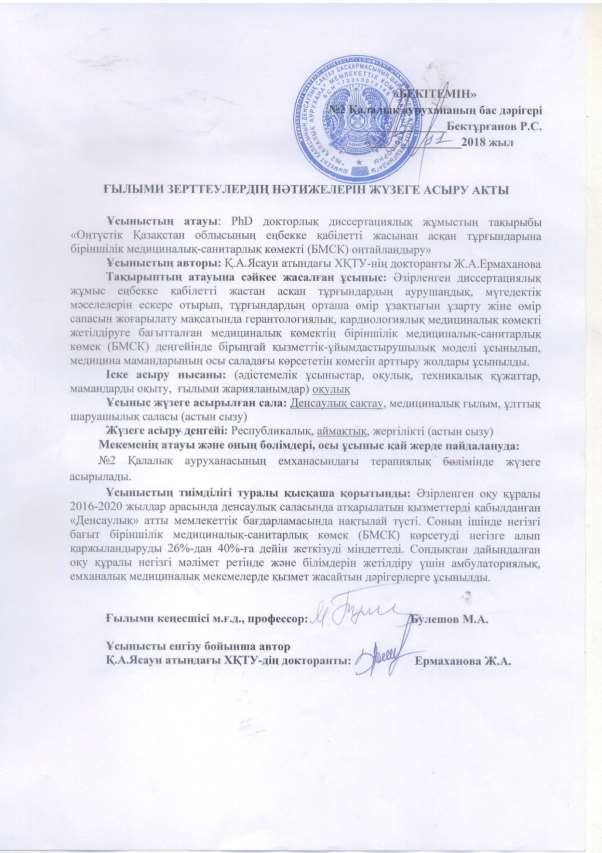 «БЕКІТЕМІН»
№2 Қалалық аурухананың бас дәрігері
Бектұрғанов Р.С.
2018 жыл
ҒЫЛЫМИ ЗЕРТТЕУЛЕРДІҢ НӘТИЖЕЛЕРІН ЖҮЗЕГЕ АСЫРУ АКТЫ
Ұсыныстың атауы: PhD докторлық диссертациялық жұмыстың тақырыбы
«Оңтүстік Қазақстан облысының еңбекке қабілетті жасынан асқан тұрғындарына
біріншілік медициналық-санитарлық көмекті (БМСК) оңтайландыру»
Ұсыныстың авторы: Қ.А.Ясауи атындағы ХҚТУ-нің докторанты Ж.А.Ермаханова
Тақырыптың атауына сәйкес жасалған ұсыныс: Әзірленген диссертациялық
жұмыс еңбекке қабілетті жастан асқан тұрғындардың аурушаңдық, мүгедектік
мәселелерін ескере отырып, тұрғындардың орташа өмір ұзақтығын ұзарту және өмір
сапасын жоғарылату мақсатында геронтологиялық, кардиологиялық медициналық көмекті
жетілдіруге бағытталған медициналық көмектің біріншілік медициналық-санитарлық
көмек (БМСК) деңгейінде бірыңғай қызметтік-ұйымдастырушылық моделі ұсынылып,
медицина мамандарының осы саладағы көрсететін көмегін арттыру жолдары ұсынылды.
Іске асыру нысаны: (әдістемелік ұсыныстар, оқулық, техникалық құжаттар,
мамандарды оқыту, ғылыми жарияланымдар) оқулық
Ұсыныс жүзеге асырылған сала: Денсаулық сақтау, медициналық ғылым, ұлттық
шаруашылық саласы (астын сызу)
Жүзеге асыру деңгейі: Республикалық, аймақтық, жергілікті (астын сызу)
Мекеменің атауы және оның бөлімдері, осы ұсыныс қай жерде пайдалануда:
№2 Қалалық ауруханасының емханасындағы терапиялық бөлімінде жүзеге
асырылады.
Ұсыныстың тиімділігі туралы қысқаша қорытынды: Әзірленген оқу құралы
2016-2020 жылдар арасында денсаулық саласында атқарылатын қызметтерді қабылданған
«Денсаулық» атты мемлекеттік бағдарламасында нақтылай түсті. Соның ішінде негізгі
бағыт біріншілік медициналық-санитарлық көмек (БМСК) көрсетуді негізге алып
қаржыландыруды 26%-дан 40%-ға дейін жеткізуді міндеттеді. Сондықтан дайындалған
оқу құралы негізгі мәлімет ретінде және білімдерін жетілдіру үшін амбулаториялық,
емханалық медициналық мекемелерде қызмет жасайтын дәрігерлерге ұсынылды.
Ғылыми кеңесшісі м.ғ.д., профессор: Булешов М.А.
Ұсынысты енгізу бойынша автор
Қ.А.Ясауи атындағы ХҚТУ-дің докторанты: Ермаханова Ж.А.